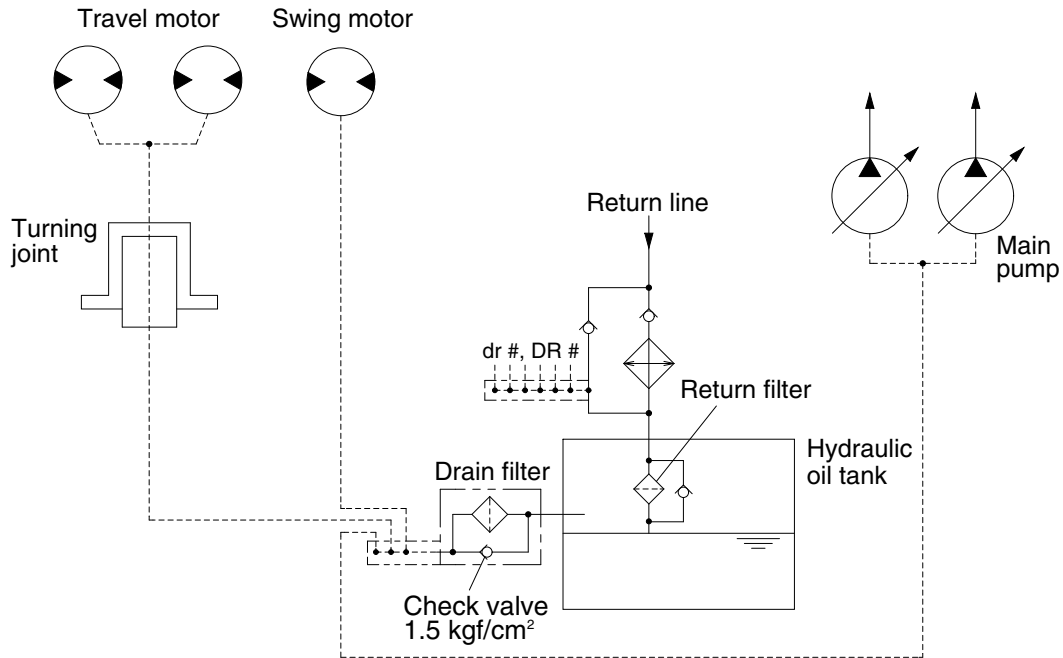 Travel motor
Swing motor
Return line
Turning
joint
Main
pump
dr #, DR #
Return filter
Hydraulic
oil tank
Drain filter
Check valve
1.5 kgf/cm²